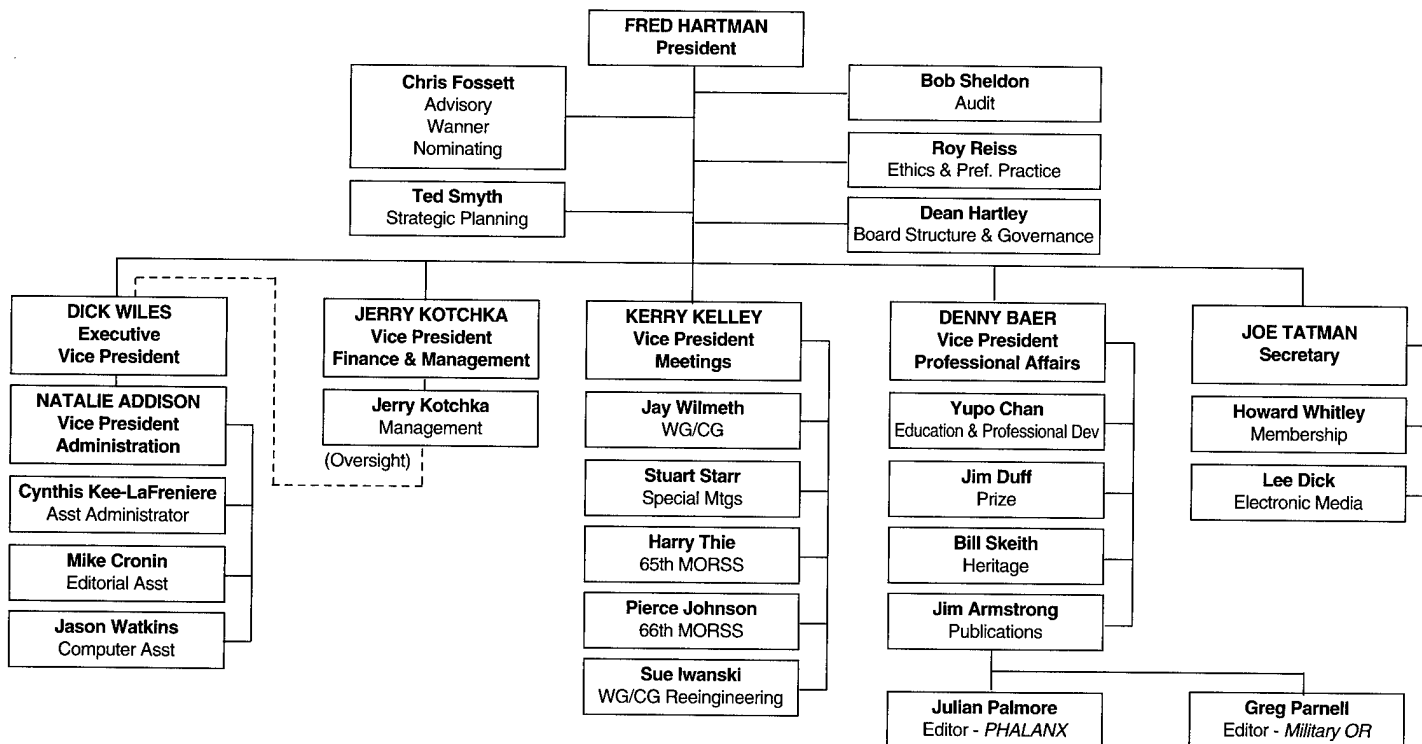 FRED HARTMAN
President
Chris Fossett
Advisory
Wanner
Nominating
Bob Sheldon
Audit
Roy Reiss
Ethics & Pref. Practice
Ted Smyth
Strategic Planning
Dean Hartley
Board Structure & Governance
DICK WILES
Executive
Vice President
JERRY KOTCHKA
Vice President
Finance & Management
KERRY KELLEY
Vice President
Meetings
DENNY BAER
Vice President
Professional Affairs
JOE TATMAN
Secretary
NATALIE ADDISON
Vice President
Administration
Jerry Kotchka
Management
(Oversight)
Jay Wilmeth
WG/CG
Yupo Chan
Education & Professional Dev
Howard Whitley
Membership
Cynthis Kee-LaFreniere
Asst Administrator
Stuart Starr
Special Mtgs
Jim Duff
Prize
Lee Dick
Electronic Media
Mike Cronin
Editorial Asst
Harry Thie
65th MORSS
Bill Skeith
Heritage
Jason Watkins
Computer Asst
Pierce Johnson
66th MORSS
Jim Armstrong
Publications
Sue Iwanski
WG/CG Reeingineering
Julian Palmore
Editor - PHALANX
Greg Parnell
Editor - Military OR